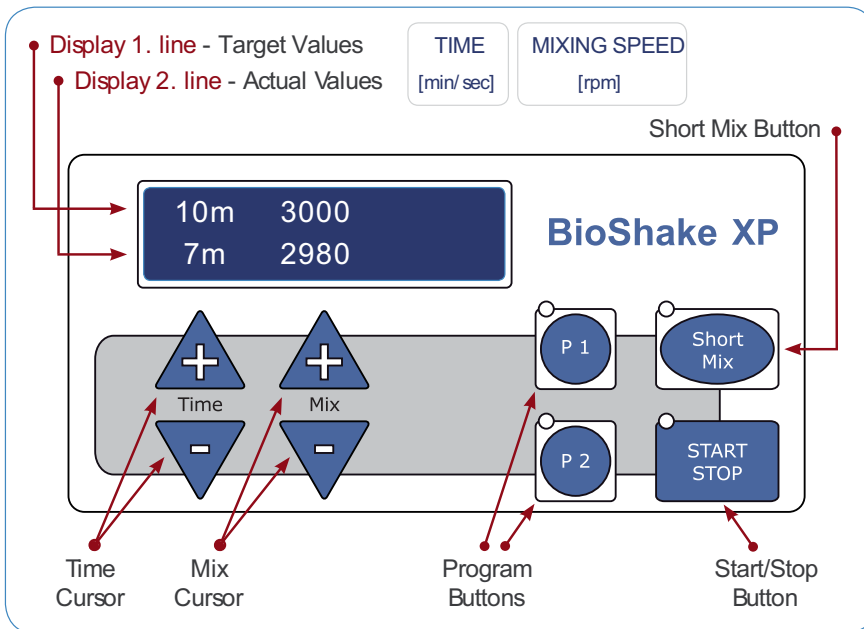 Display 1. line - Target Values
Display 2. line - Actual Values
TIME
[min/ sec]
MIXING SPEED
[rpm]
Short Mix Button
10m 3000
7m 2980
BioShake XP
+ + P 1 Short
Mix
Time Mix
- - P 2 START
STOP
Time
Cursor
Mix
Cursor
Program
Buttons
Start/Stop
Button